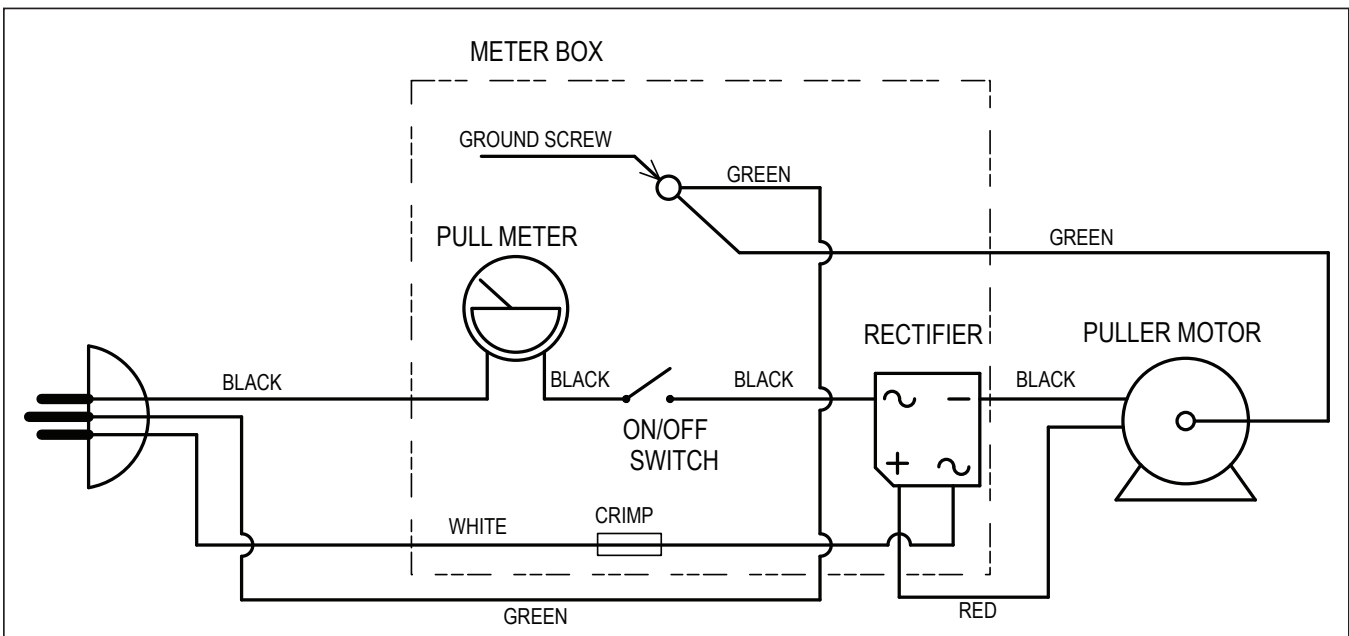 METER BOX
GROUND SCREW
GREEN
PULL METER
GREEN
RECTIFIER
PULLER MOTOR
BLACK
BLACK
BLACK
BLACK
ON/OFF
SWITCH
WHITE
CRIMP
GREEN
RED